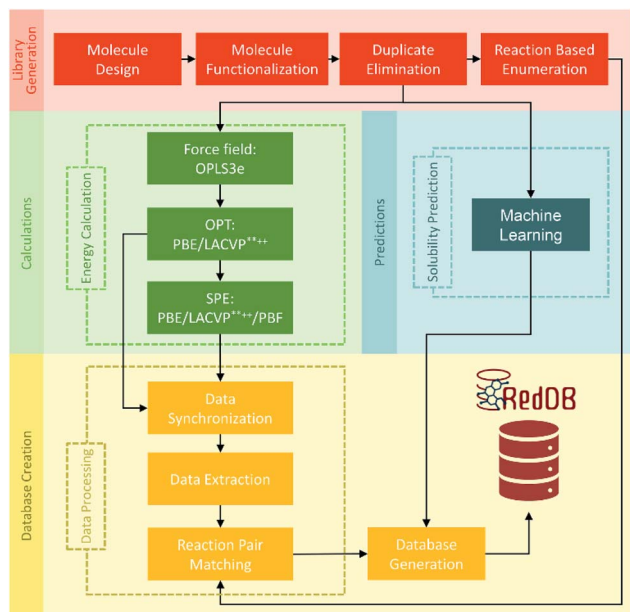 Library
Generation
Molecule
Design
Molecule
Functionalization
Duplicate
Elimination
Reaction Based
Enumeration
Calculations
Energy Calculation
Force field:
OPLS3e
OPT:
PBE/LACVP**++
SPE:
PBE/LACVP**++/PBF
Predictions
Solubility Prediction
Machine
Learning
Database Creation
Data Processing
Data
Synchronization
Data Extraction
Reaction Pair
Matching
Database
Generation
RedDB